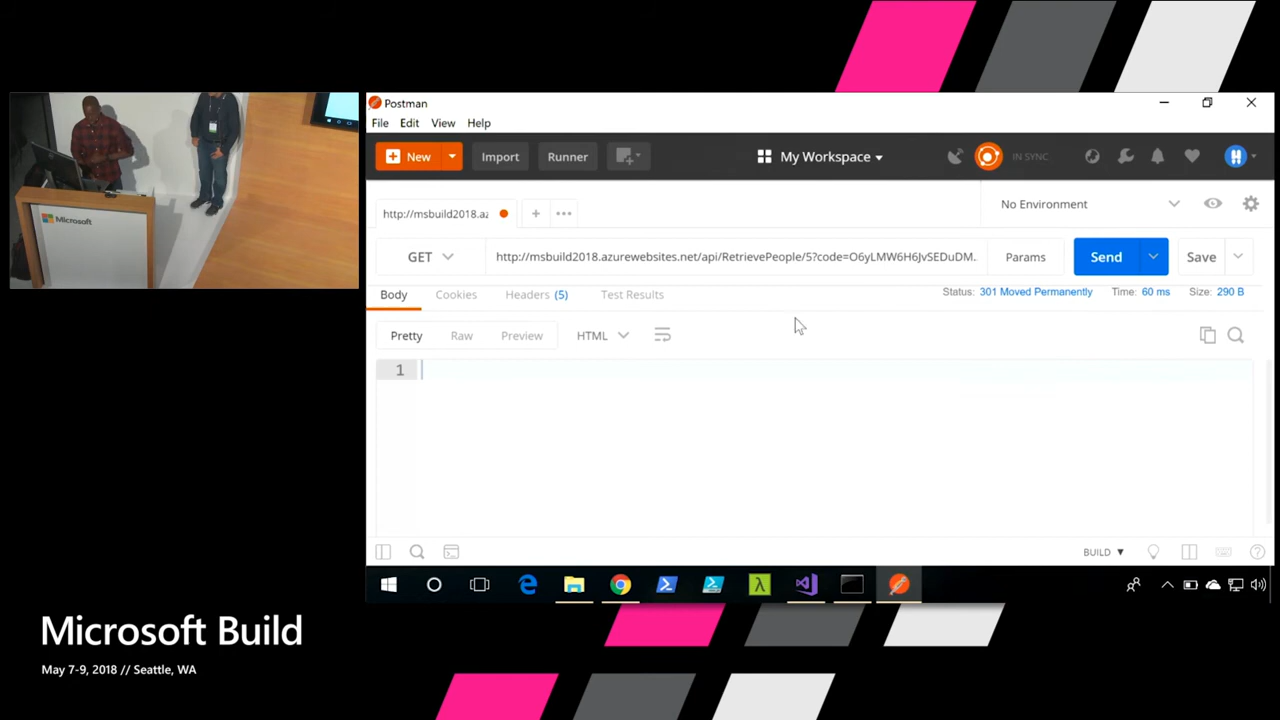 Microsoft
Postman
File Edit View Help
New Import Runner My Workspace IN SYNC
http://msbuild2018.az No Environment
GET http://msbuild2018.azurewebsites.net/api/RetrievePeople/5?code=O6yLMW6H6JvSEDuDM. Params Send Save
Body Cookies Headers (5) Test Results Status: 301 Moved Permanently Time: 60 ms Size: 290 B
Pretty Raw Preview HTML
1
BUILD
Microsoft Build
May 7-9, 2018 // Seattle, WA